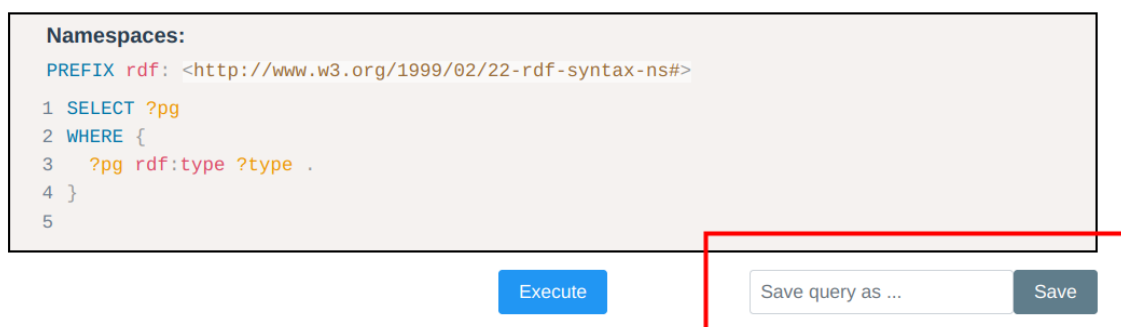 Namespaces:
PREFIX rdf: <http://www.w3.org/1999/02/22-rdf-syntax-ns#>
1 SELECT ?pg
2 WHERE {
3   ?pg rdf:type ?type .
4 }
5
Execute Save query as ... Save